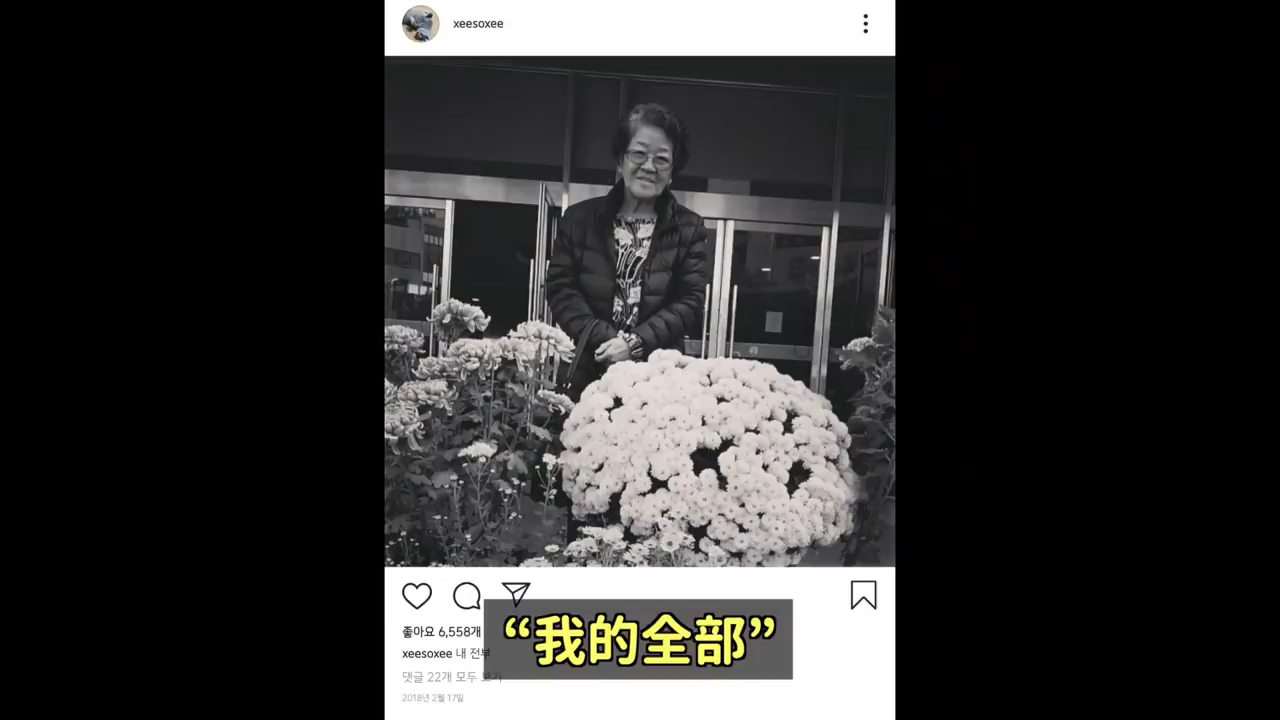 xeesoxee
좋아요 6,558개
xeesoxee 내 전부
댓글 22개 모두 보기
2018년 2월 17일
“我的全部”